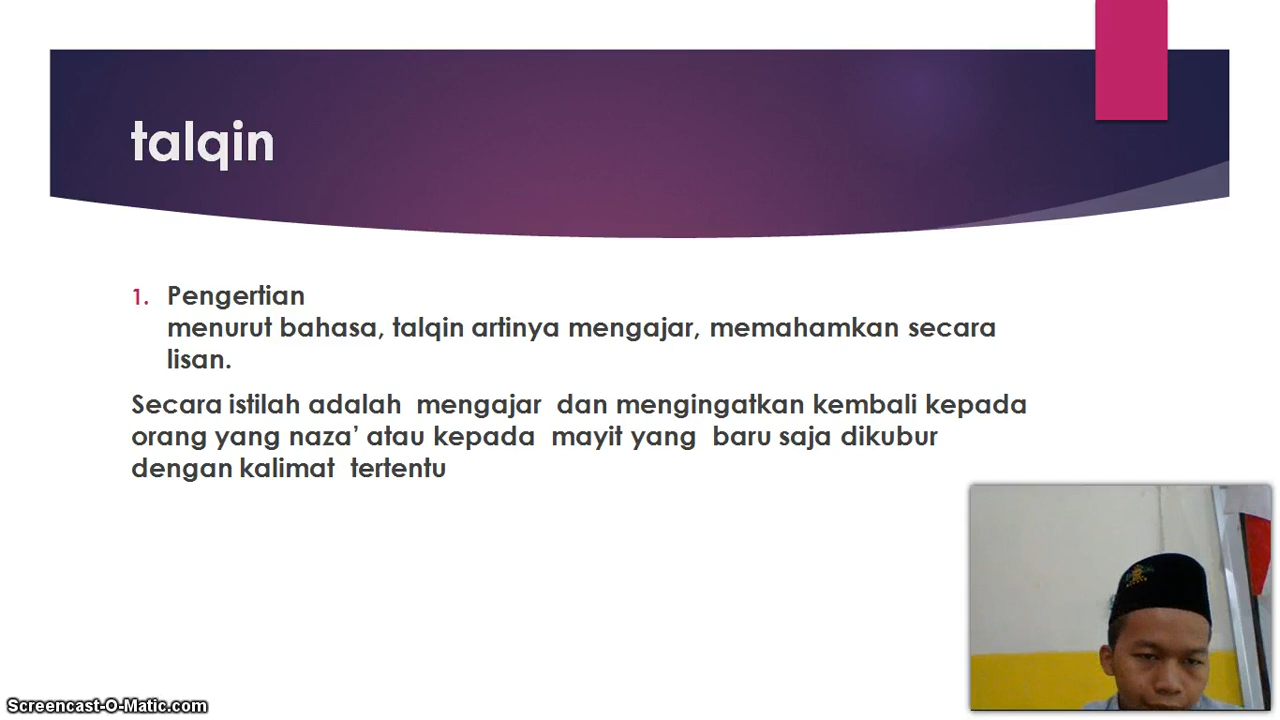 talqin
1. Pengertian
menurut bahasa, talqin artinya mengajar, memahamkan secara
lisan.
Secara istilah adalah mengajar dan mengingatkan kembali kepada
orang yang naza’ atau kepada mayit yang baru saja dikubur
dengan kalimat tertentu
Screencast-O-Matic.com